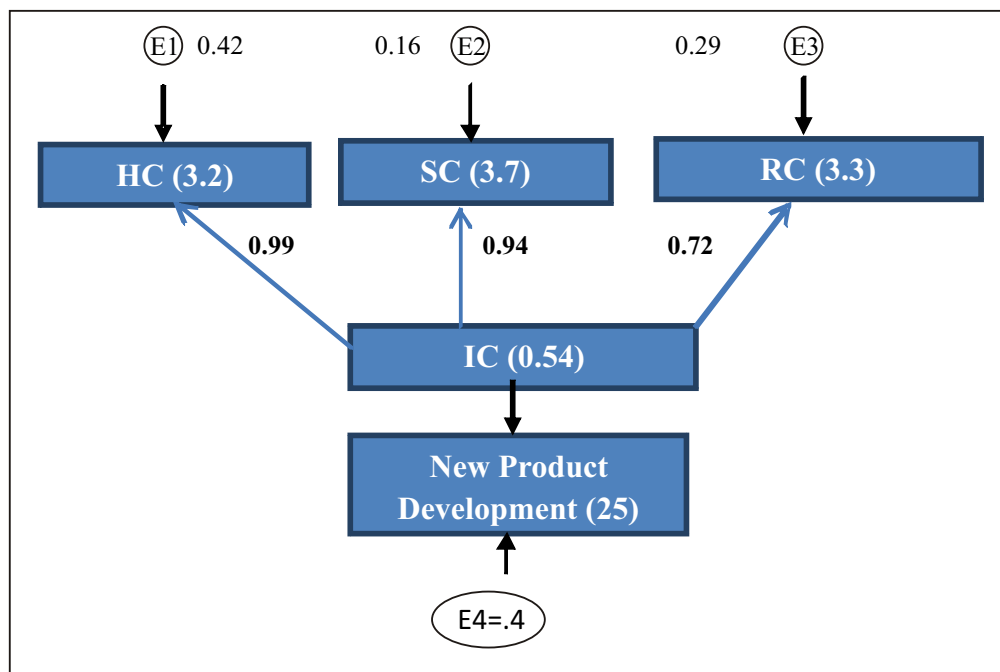 E1 0.42
0.16 E2
0.29 E3
HC (3.2)
SC (3.7)
RC (3.3)
0.99
0.94
0.72
IC (0.54)
New Product
Development (25)
E4=.4